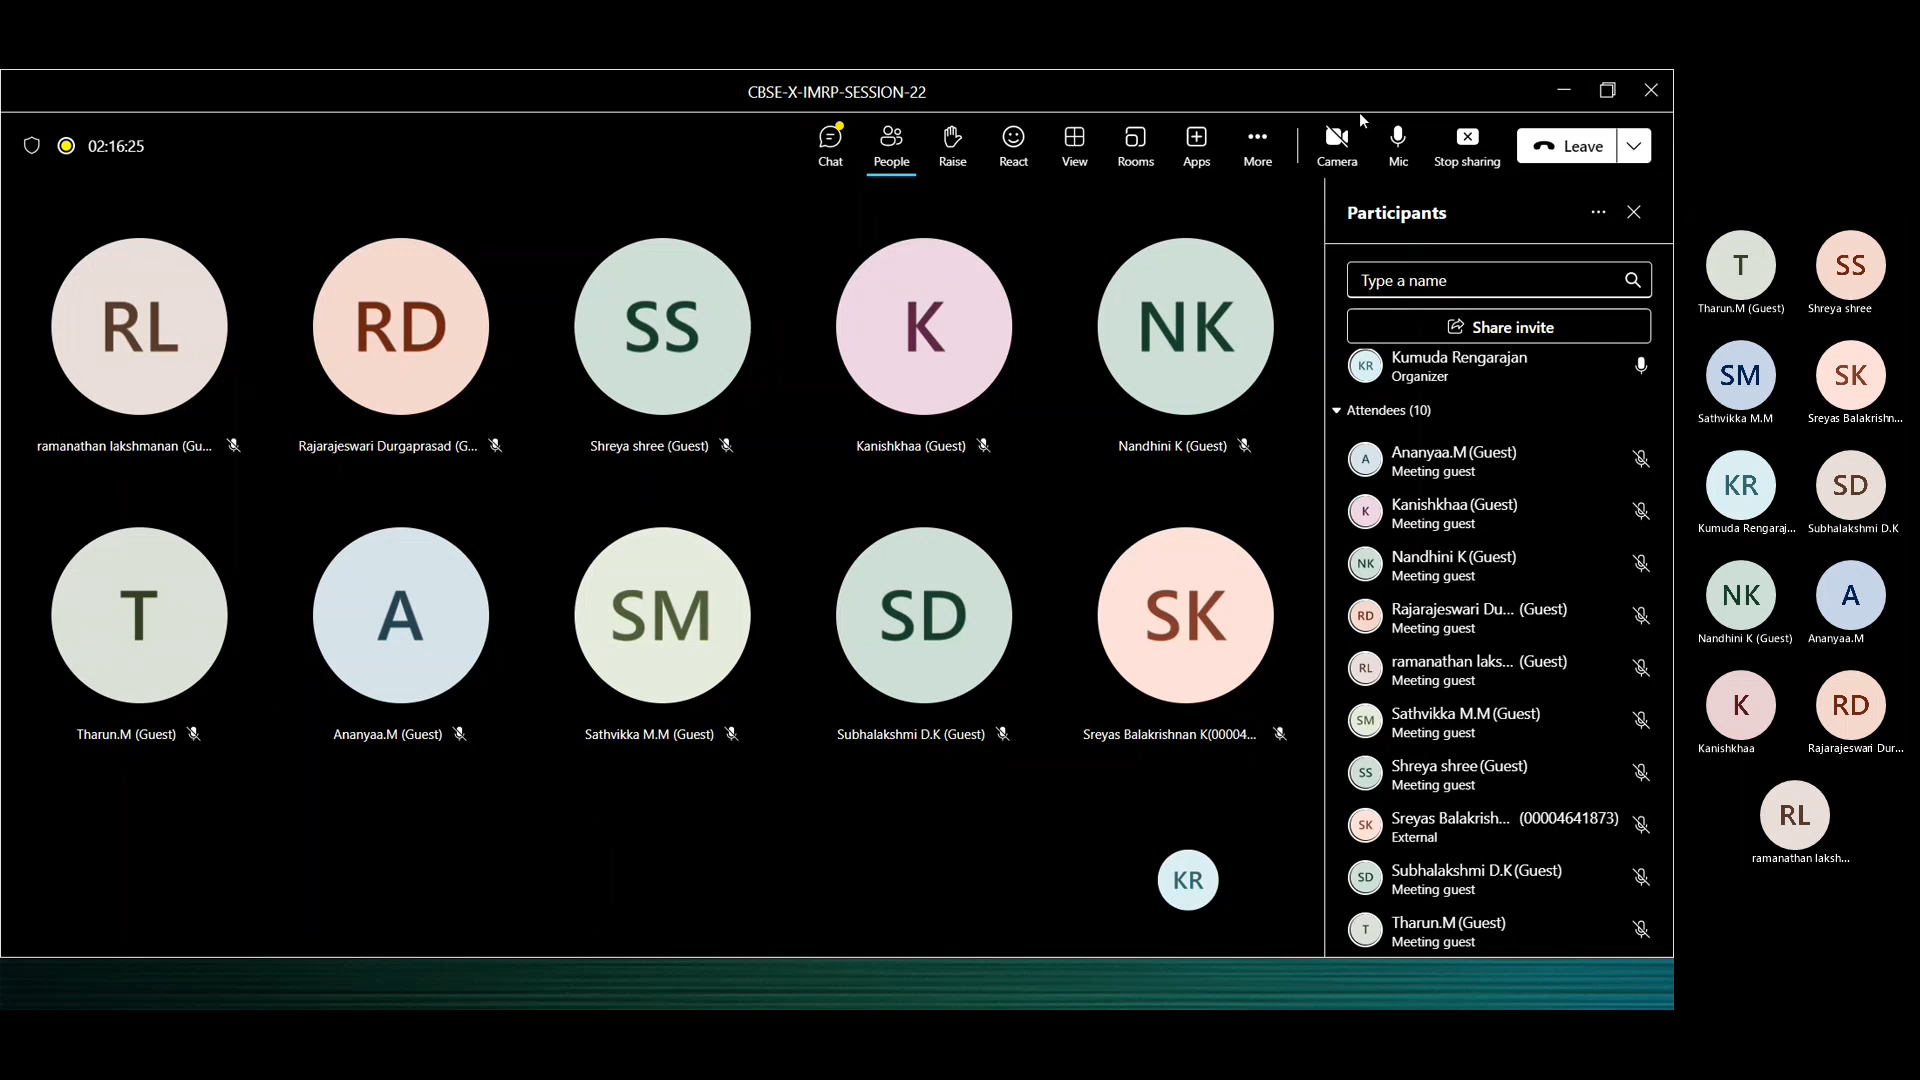 CBSE-X-IMRP-SESSION-22
02:16:25
Chat
People
Raise
React
View
Rooms
Apps
More
Camera
Mic
Stop sharing
Leave
RL
ramanathan lakshmanan (Gu...
RD
Rajarajeswari Durgaprasad (G...
SS
Shreya shree (Guest)
K
Kanishkhaa (Guest)
NK
Nandhini K (Guest)
T
Tharun.M (Guest)
A
Ananyaa.M (Guest)
SM
Sathvikka M.M (Guest)
SD
Subhalakshmi D.K (Guest)
SK
Sreyas Balakrishnan K(00004...
KR
Participants
Type a name
Share invite
KR
Kumuda Rengarajan
Organizer
Attendees (10)
A
Ananyaa.M (Guest)
Meeting guest
K
Kanishkhaa (Guest)
Meeting guest
NK
Nandhini K (Guest)
Meeting guest
RD
Rajarajeswari Du... (Guest)
Meeting guest
RL
ramanathan laks... (Guest)
Meeting guest
SM
Sathvikka M.M (Guest)
Meeting guest
SS
Shreya shree (Guest)
Meeting guest
SK
Sreyas Balakrish... (00004641873)
External
SD
Subhalakshmi D.K (Guest)
Meeting guest
T
Tharun.M (Guest)
Meeting guest
T
Tharun.M (Guest)
SS
Shreya shree
SM
Sathvikka M.M
SK
Sreyas Balakrishn...
KR
Kumuda Rengaraj...
SD
Subhalakshmi D.K
NK
Nandhini K (Guest)
A
Ananyaa.M
K
Kanishkhaa
RD
Rajarajeswari Dur...
RL
ramanathan laksh...